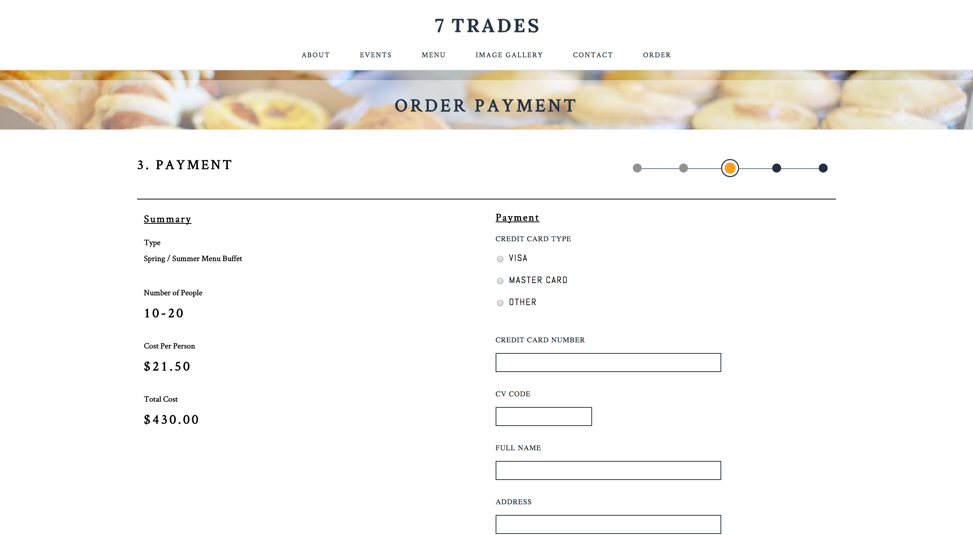 7 TRADES
ABOUT EVENTS MENU IMAGE GALLERY CONTACT ORDER
ORDER PAYMENT
3. PAYMENT
Summary
Type
Spring / Summer Menu Buffet
Number of People
10-20
Cost Per Person
$21.50
Total Cost
$430.00
Payment
CREDIT CARD TYPE
VISA
MASTER CARD
OTHER
CREDIT CARD NUMBER
CV CODE
FULL NAME
ADDRESS